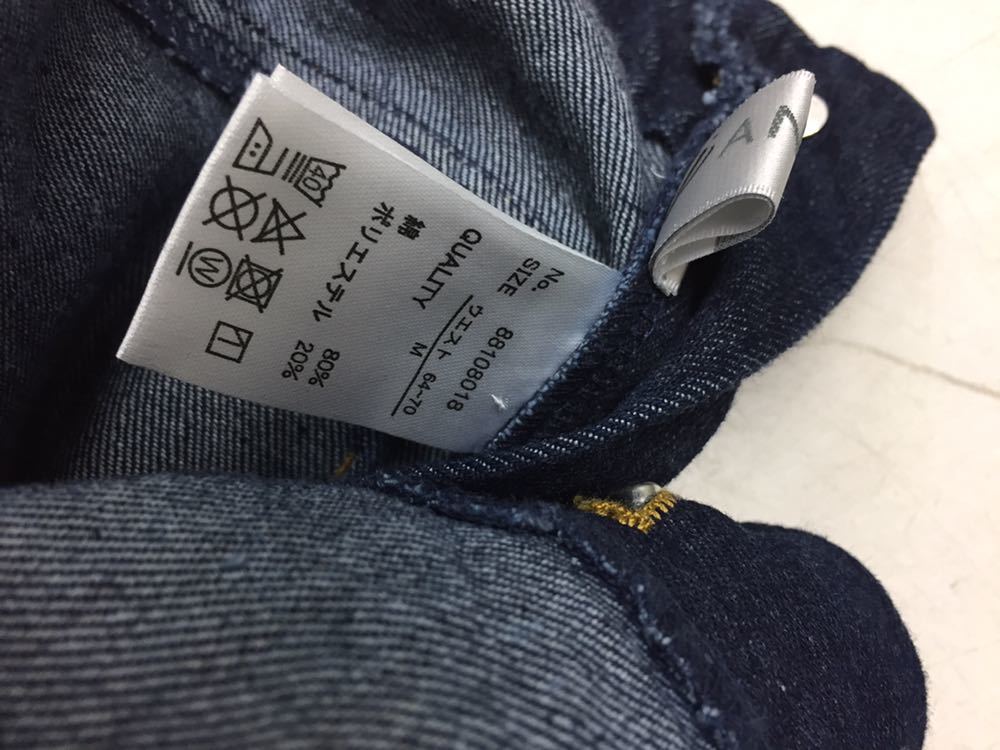 No. 88108018
SIZE ウエスト 64-70
M
QUALITY
綿 80%
ポリエステル 20%
40
W